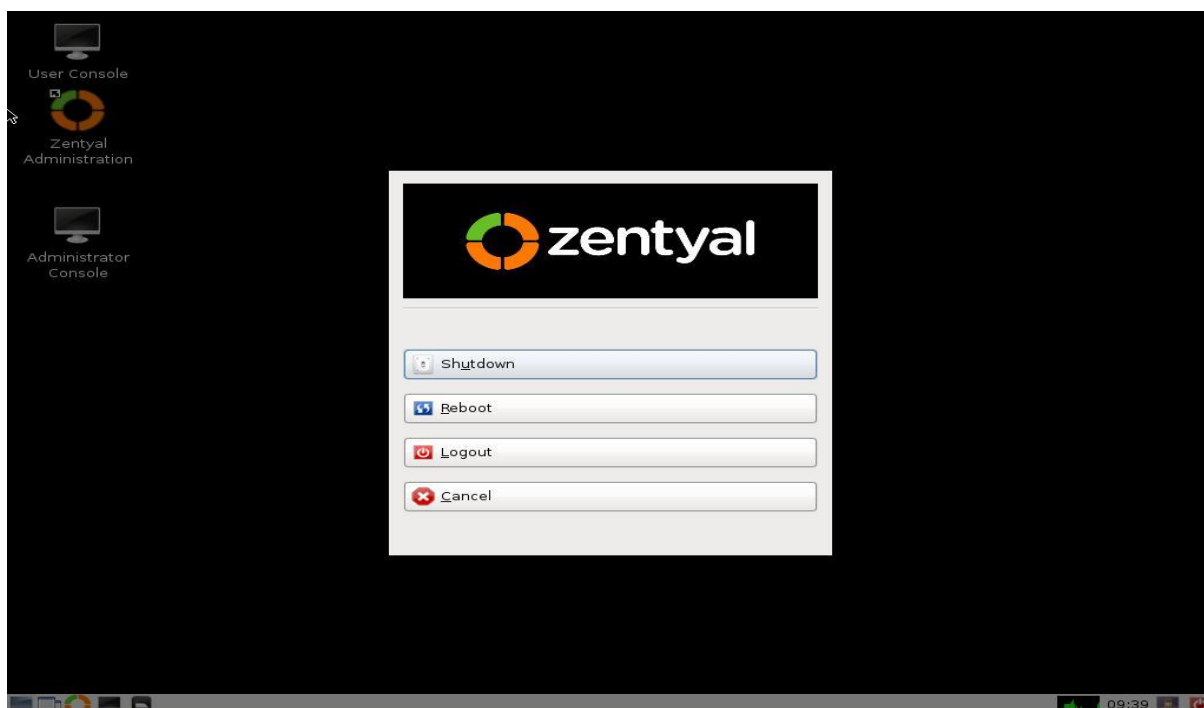 User Console
Zentyal
Administration
Administrator
Console
zentyal
Shutdown
Reboot
Logout
Cancel
09:39